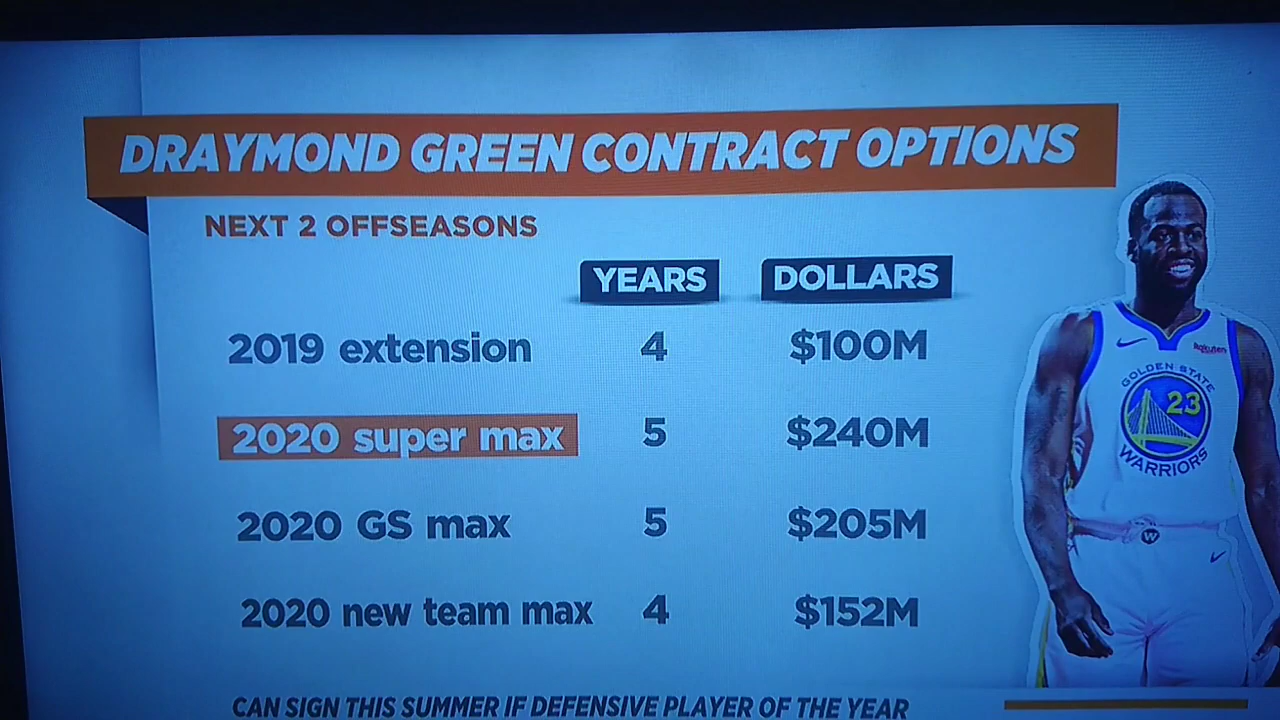 DRAYMOND GREEN CONTRACT OPTIONS
NEXT 2 OFFSEASONS
YEARS DOLLARS
2019 extension 4 $100M
2020 super max 5 $240M
2020 GS max 5 $205M
2020 new team max 4 $152M
CAN SIGN THIS SUMMER IF DEFENSIVE PLAYER OF THE YEAR
Rakuten
GOLDEN STATE
23
WARRIORS
W